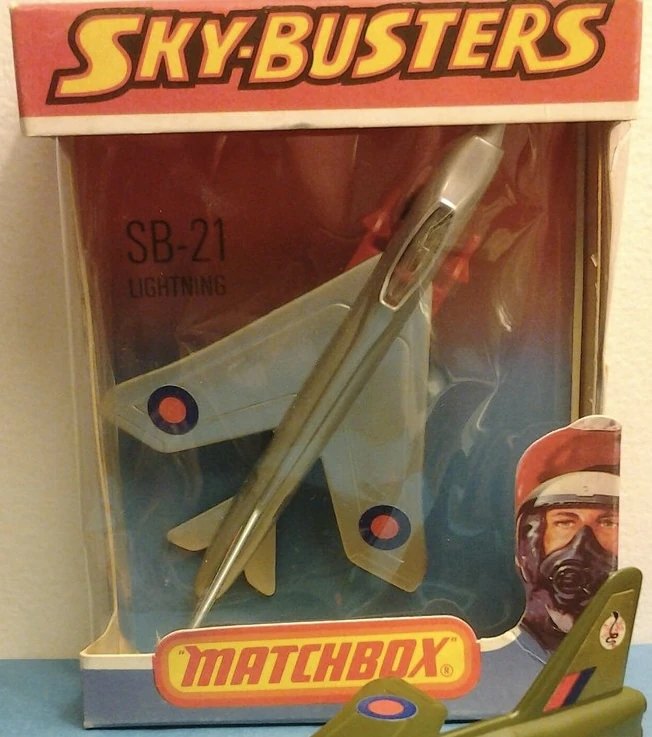 SKY-BUSTERS
SB-21
LIGHTNING
"MATCHBOX"®